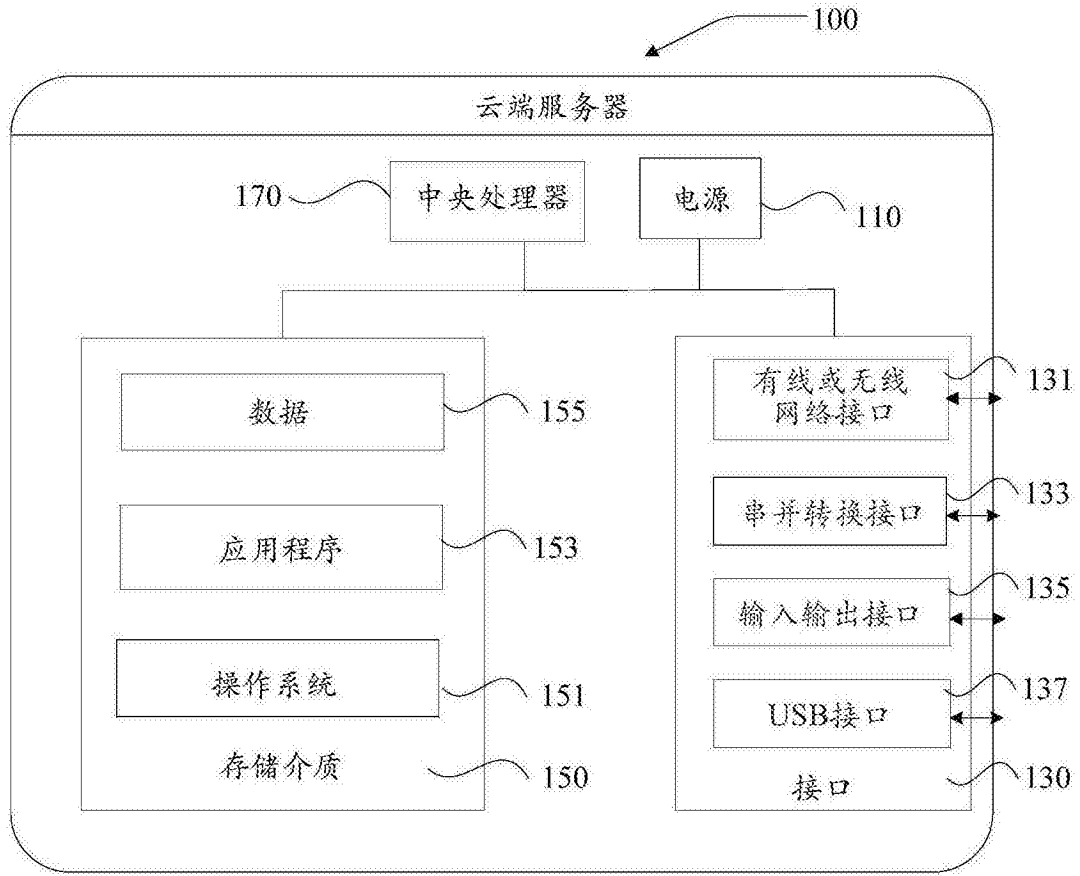 100
云端服务器
170
中央处理器
电源
110
数据
155
应用程序
153
操作系统
151
存储介质
150
有线或无线
网络接口
131
串并转换接口
133
输入输出接口
135
USB接口
137
接口
130